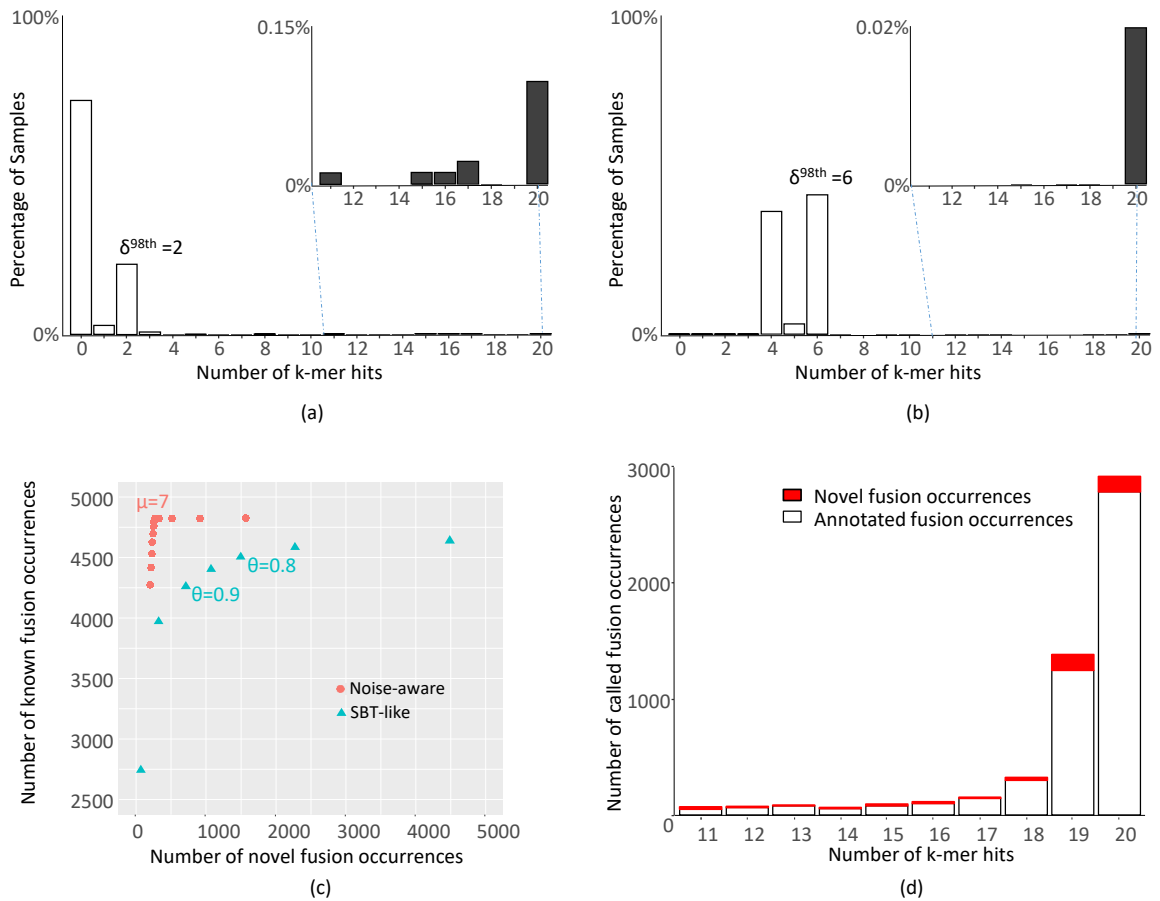 100%
Percentage of Samples
0%
0.15%
0%
12 14 16 18 20
δ98th =2
0 2 4 6 8 10 12 14 16 18 20
Number of k-mer hits
(a)
100%
Percentage of Samples
0%
0.02%
0%
12 14 16 18 20
δ98th =6
0 2 4 6 8 10 12 14 16 18 20
Number of k-mer hits
(b)
Number of known fusion occurrences
5000
4500
4000
3500
3000
2500
μ=7
θ=0.8
θ=0.9
Noise-aware
SBT-like
0 1000 2000 3000 4000 5000
Number of novel fusion occurrences
(c)
Number of called fusion occurrences
3000
2000
1000
0
Novel fusion occurrences
Annotated fusion occurrences
11 12 13 14 15 16 17 18 19 20
Number of k-mer hits
(d)